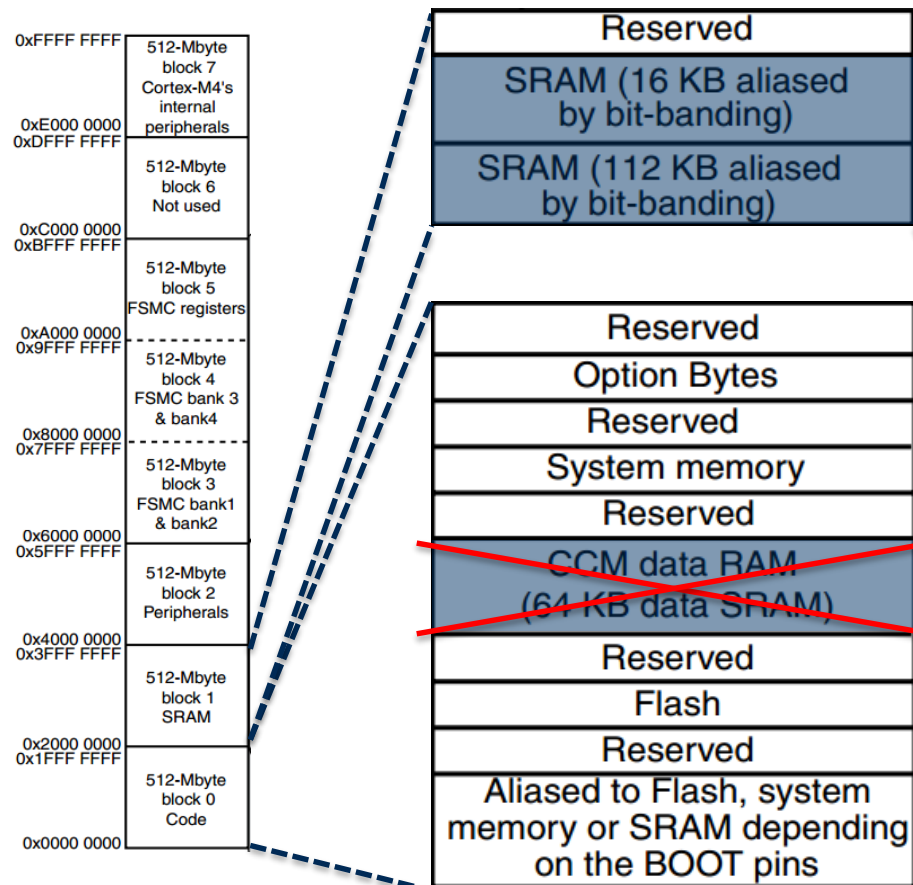 0xFFFF FFFF
512-Mbyte
block 7
Cortex-M4's
internal
peripherals
0xE000 0000
0xDFFF FFFF
512-Mbyte
block 6
Not used
0xC000 0000
0xBFFF FFFF
512-Mbyte
block 5
FSMC registers
0xA000 0000
0x9FFF FFFF
512-Mbyte
block 4
FSMC bank 3
& bank4
0x8000 0000
0x7FFF FFFF
512-Mbyte
block 3
FSMC bank1
& bank2
0x6000 0000
0x5FFF FFFF
512-Mbyte
block 2
Peripherals
0x4000 0000
0x3FFF FFFF
512-Mbyte
block 1
SRAM
0x2000 0000
0x1FFF FFFF
512-Mbyte
block 0
Code
0x0000 0000
Reserved
SRAM (16 KB aliased
by bit-banding)
SRAM (112 KB aliased
by bit-banding)
Reserved
Option Bytes
Reserved
System memory
Reserved
CCM data RAM
(64 KB data SRAM)
Reserved
Flash
Reserved
Aliased to Flash, system
memory or SRAM depending
on the BOOT pins